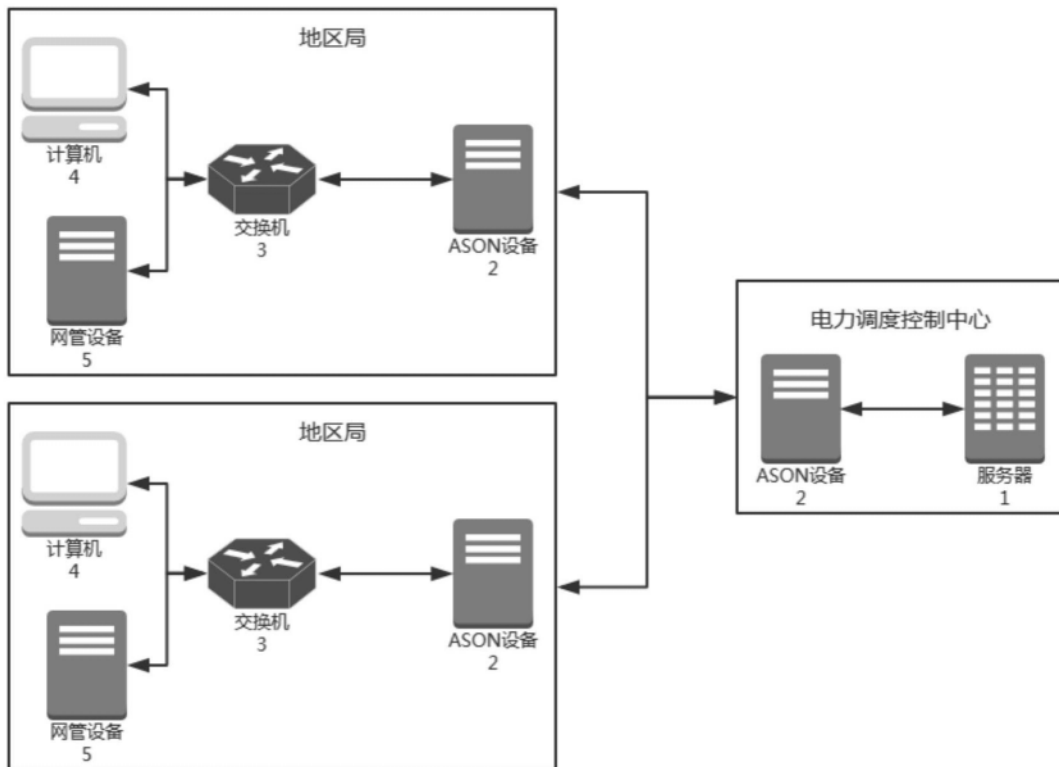 地区局
计算机
4
交换机
3
ASON设备
2
网管设备
5
电力调度控制中心
ASON设备
2
服务器
1
地区局
计算机
4
交换机
3
ASON设备
2
网管设备
5